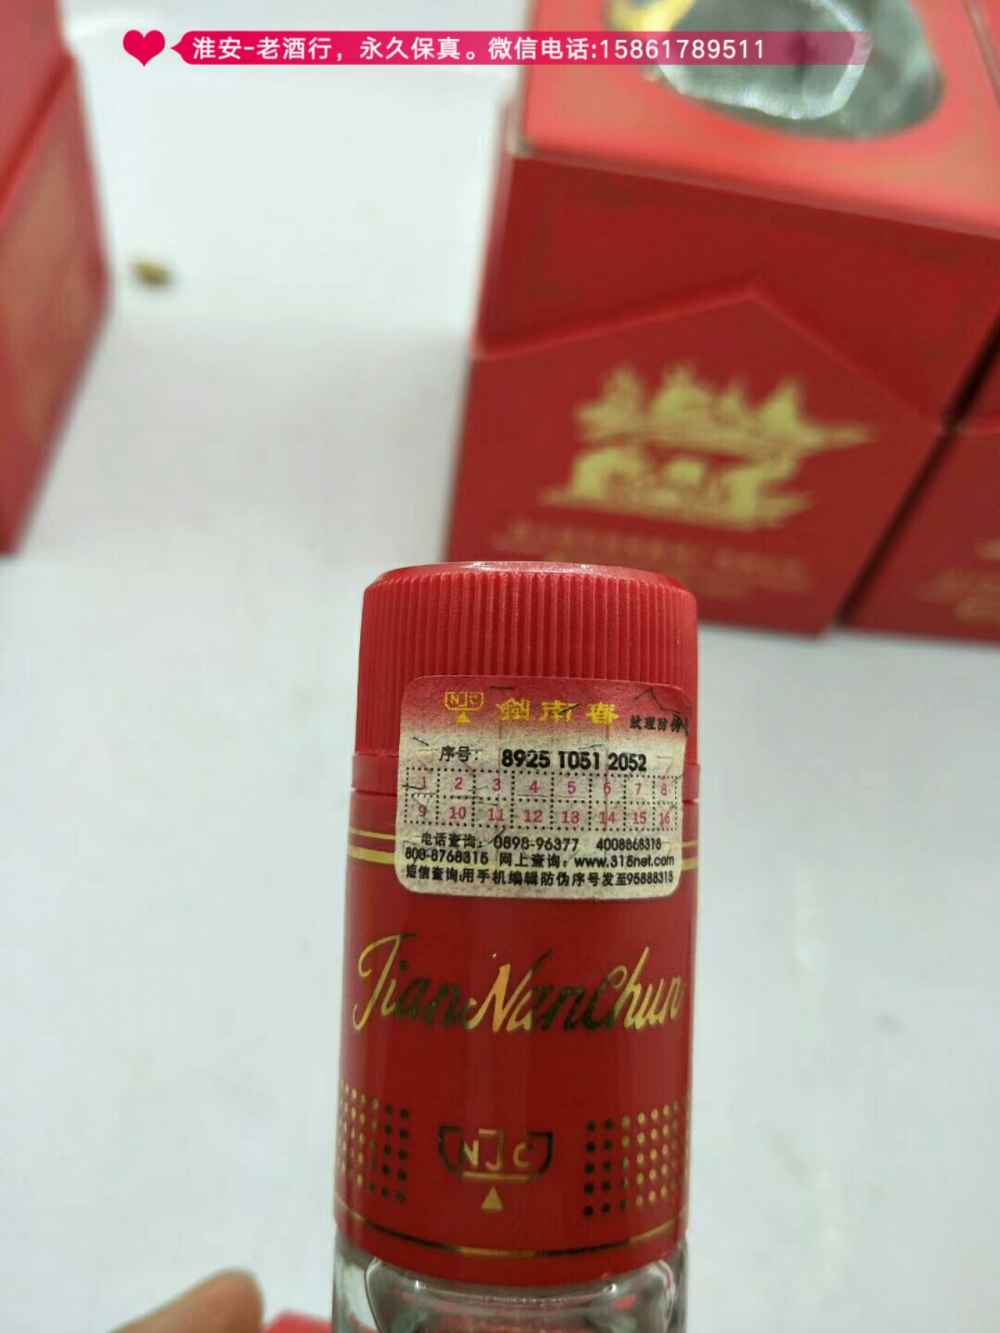 淮安-老酒行，永久保真。微信电话:15861789511
NJC 剑南春 纹理防伪
序号： 8925 1051 2052
1 2 3 4 5 6 7 8
9 10 11 12 13 14 15 16
电话查询：0898-96377 4008868315
800-8768315 网上查询：www.315net.com
短信查询:用手机编辑防伪序号发至95888315
JianNanChun
NJC